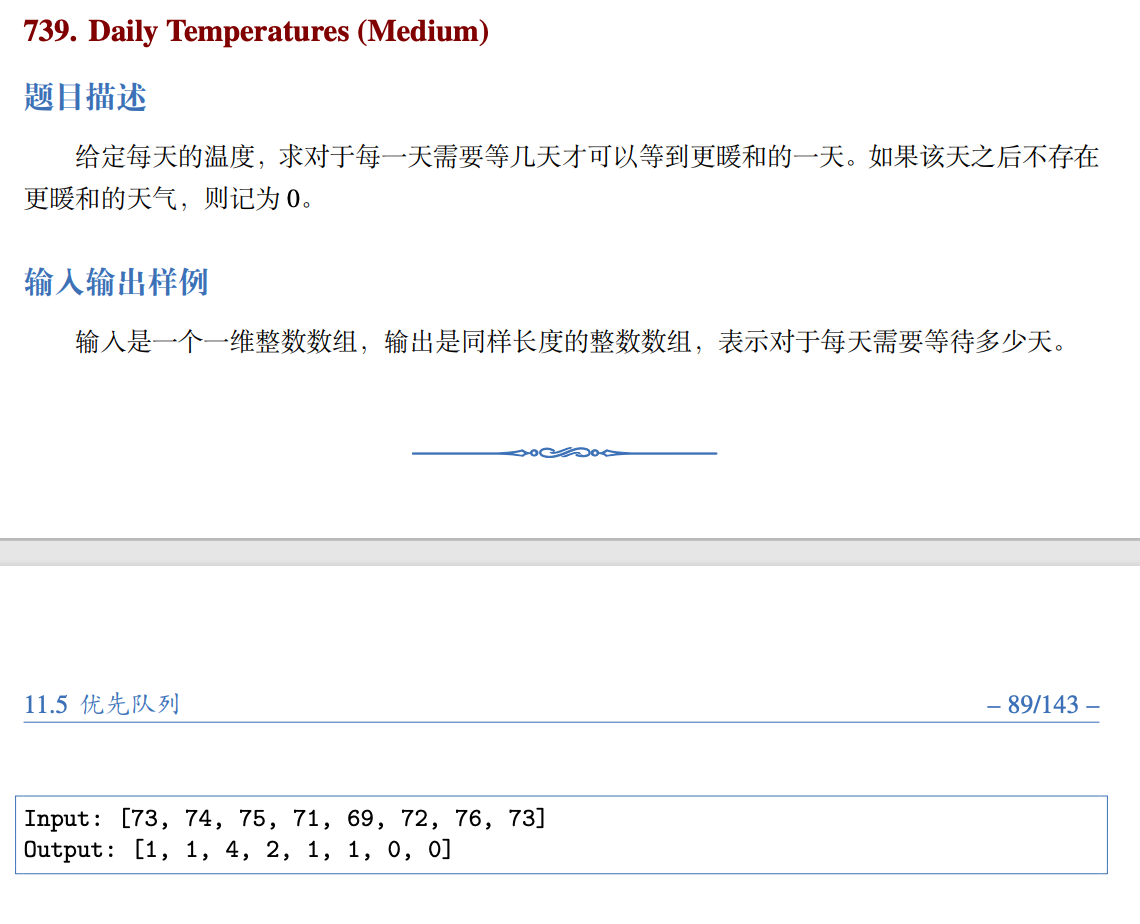 739. Daily Temperatures (Medium)
题目描述
给定每天的温度，求对于每一天需要等几天才可以等到更暖和的一天。如果该天之后不存在
更暖和的天气，则记为 0。
输入输出样例
输入是一个一维整数数组，输出是同样长度的整数数组，表示对于每天需要等待多少天。
11.5 优先队列
– 89/143 –
Input: [73, 74, 75, 71, 69, 72, 76, 73]
Output: [1, 1, 4, 2, 1, 1, 0, 0]